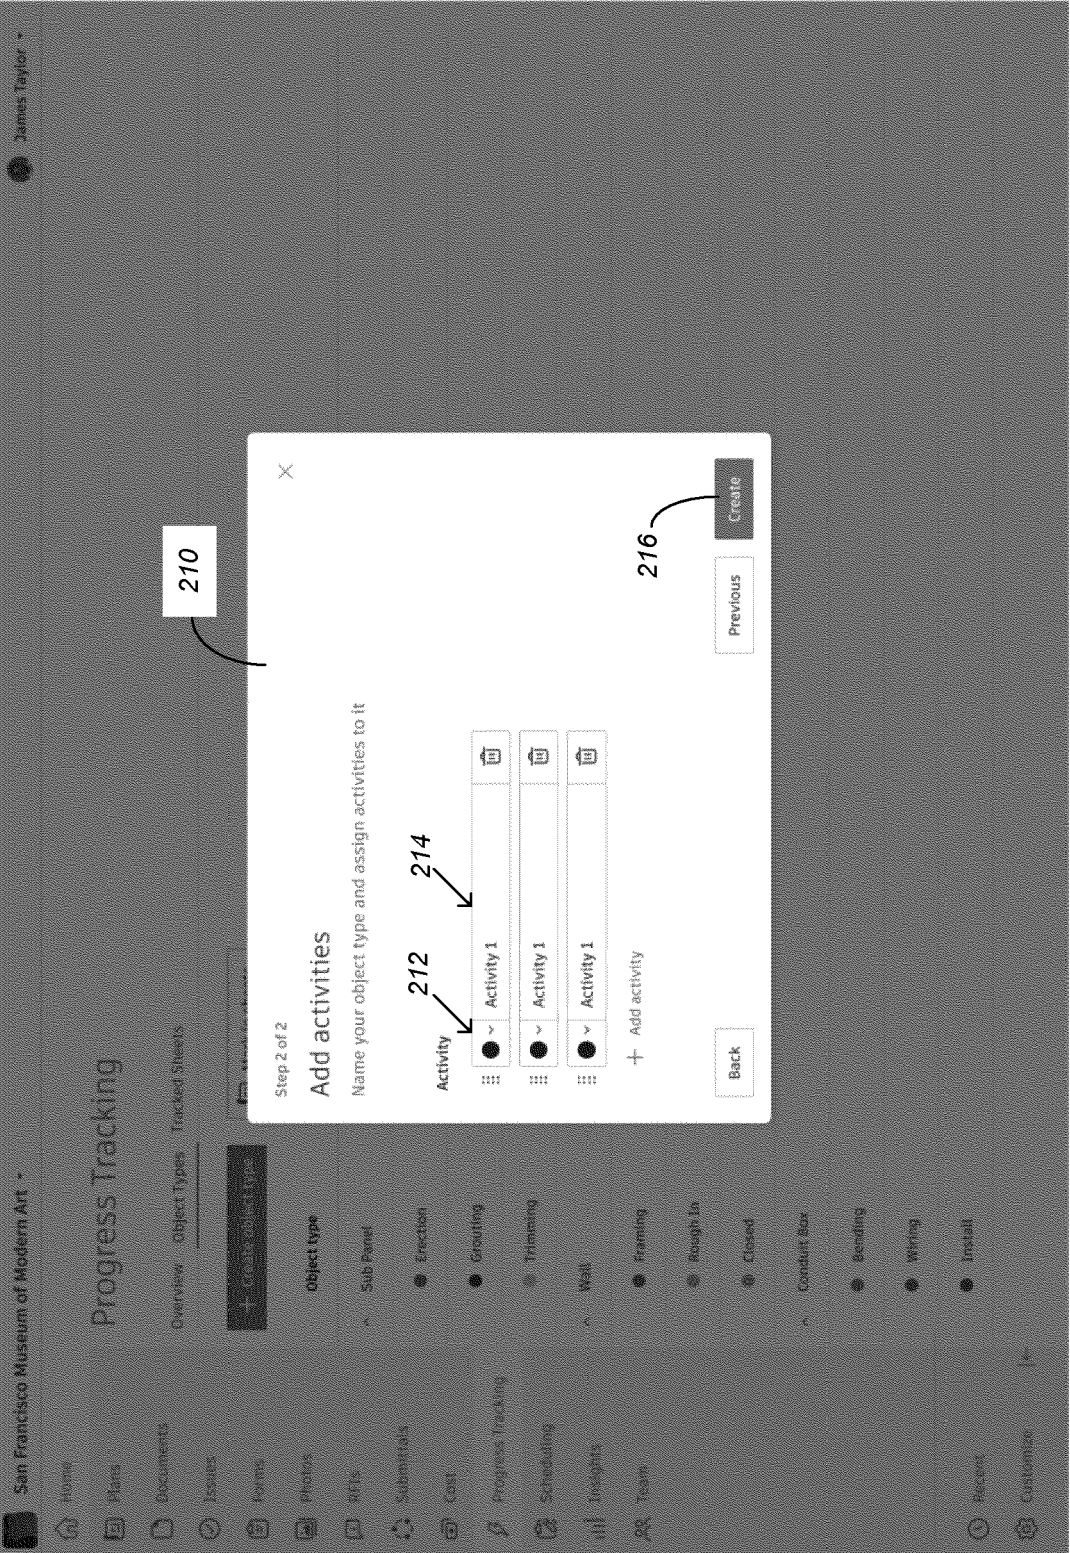 San Francisco Museum of Modern Art
James Taylor
Home
Plans
Documents
Issues
Forms
Photos
RFIs
Submittals
Cost
Progress Tracking
Scheduling
Insights
Team
Recent
Customize
Progress Tracking
Overview
Object Types
Tracked Sheets
+ Create object type
Object type
Sub Panel
Erection
Grouting
Trimming
Wall
Framing
Rough In
Closed
Conduit Box
Bending
Wiring
Install
210
Step 2 of 2
Add activities
Name your object type and assign activities to it
212
214
Activity
Activity 1
Activity 1
Activity 1
+ Add activity
216
Back
Previous
Create